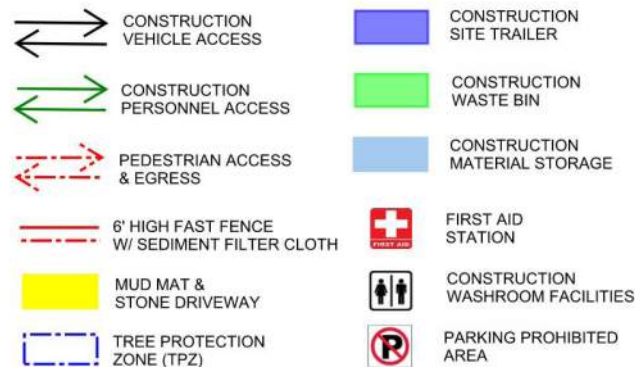 CONSTRUCTION
VEHICLE ACCESS
CONSTRUCTION
PERSONNEL ACCESS
PEDESTRIAN ACCESS
& EGRESS
6' HIGH FAST FENCE
W/ SEDIMENT FILTER CLOTH
MUD MAT &
STONE DRIVEWAY
TREE PROTECTION
ZONE (TPZ)
CONSTRUCTION
SITE TRAILER
CONSTRUCTION
WASTE BIN
CONSTRUCTION
MATERIAL STORAGE
FIRST AID
FIRST AID
STATION
CONSTRUCTION
WASHROOM FACILITIES
P
PARKING PROHIBITED
AREA